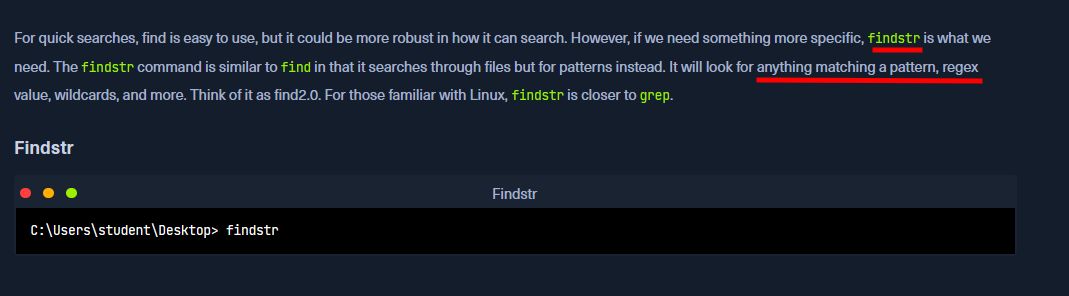 For quick searches, find is easy to use, but it could be more robust in how it can search. However, if we need something more specific, findstr is what we
need. The findstr command is similar to find in that it searches through files but for patterns instead. It will look for anything matching a pattern, regex
value, wildcards, and more. Think of it as find2.0. For those familiar with Linux, findstr is closer to grep.
Findstr
Findstr
C:\Users\student\Desktop> findstr